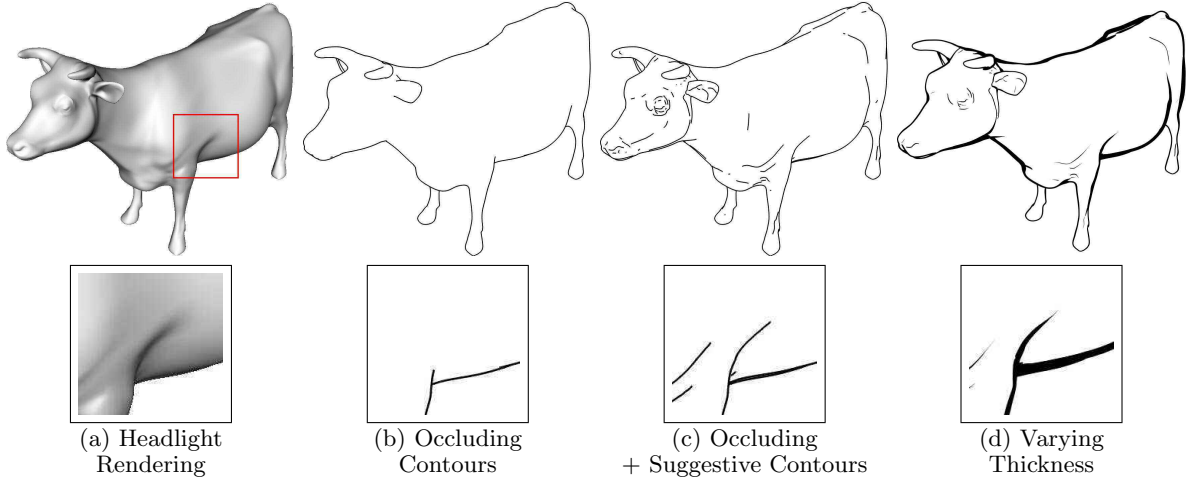 (a) Headlight
Rendering
(b) Occluding
Contours
(c) Occluding
+ Suggestive Contours
(d) Varying
Thickness